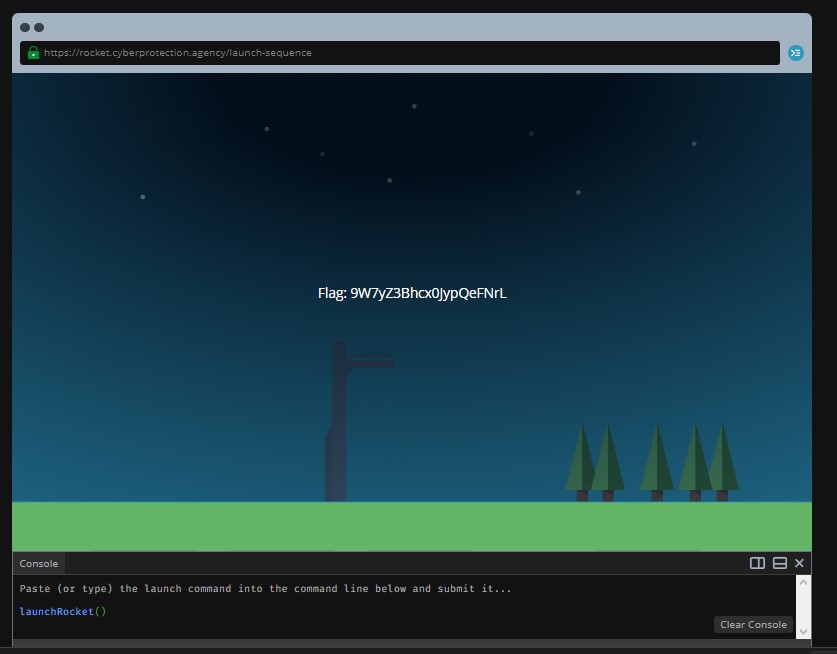 https://rocket.cyberprotection.agency/launch-sequence
Flag: 9W7yZ3Bhcx0JypQeFNrL
Console
Paste (or type) the launch command into the command line below and submit it...
launchRocket()
Clear Console